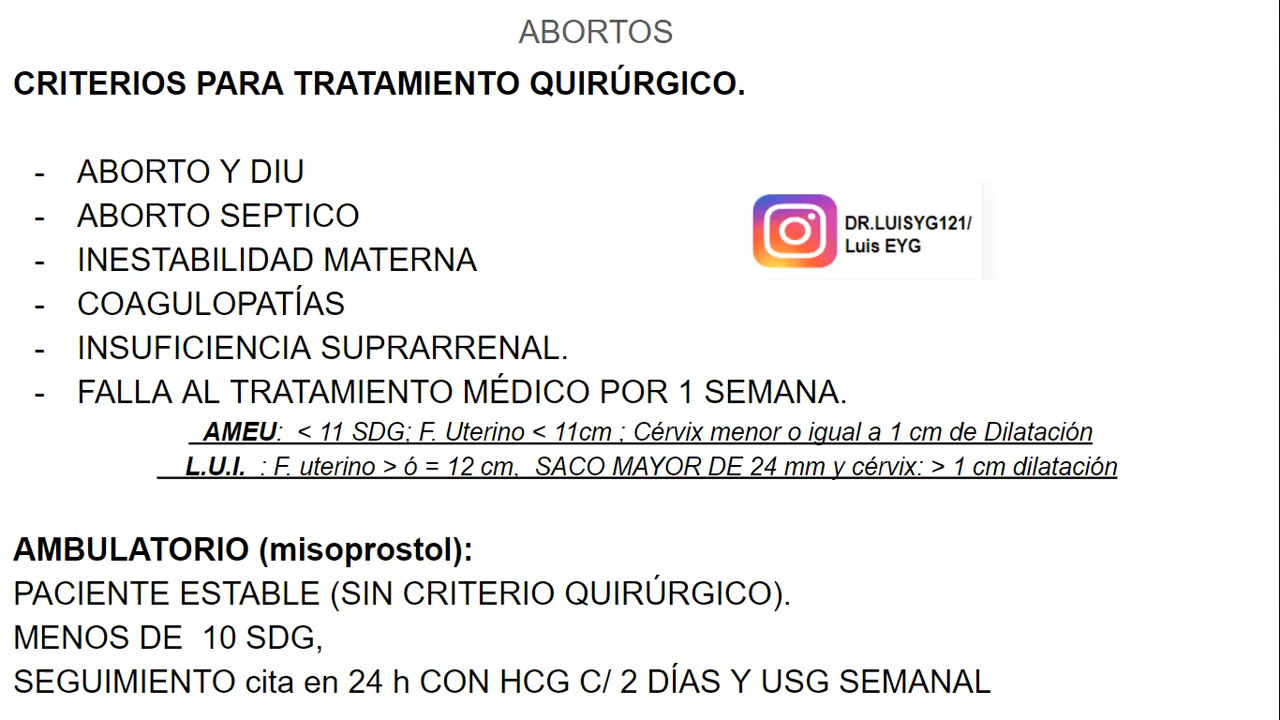 ABORTOS
CRITERIOS PARA TRATAMIENTO QUIRÚRGICO.
- ABORTO Y DIU
- ABORTO SEPTICO
- INESTABILIDAD MATERNA
- COAGULOPATÍAS
- INSUFICIENCIA SUPRARRENAL.
- FALLA AL TRATAMIENTO MÉDICO POR 1 SEMANA.
DR.LUISYG121/
Luis EYG
AMEU: < 11 SDG; F. Uterino < 11cm ; Cérvix menor o igual a 1 cm de Dilatación
L.U.I. : F. uterino > ó = 12 cm, SACO MAYOR DE 24 mm y cérvix: > 1 cm dilatación
AMBULATORIO (misoprostol):
PACIENTE ESTABLE (SIN CRITERIO QUIRÚRGICO).
MENOS DE 10 SDG,
SEGUIMIENTO cita en 24 h CON HCG C/ 2 DÍAS Y USG SEMANAL